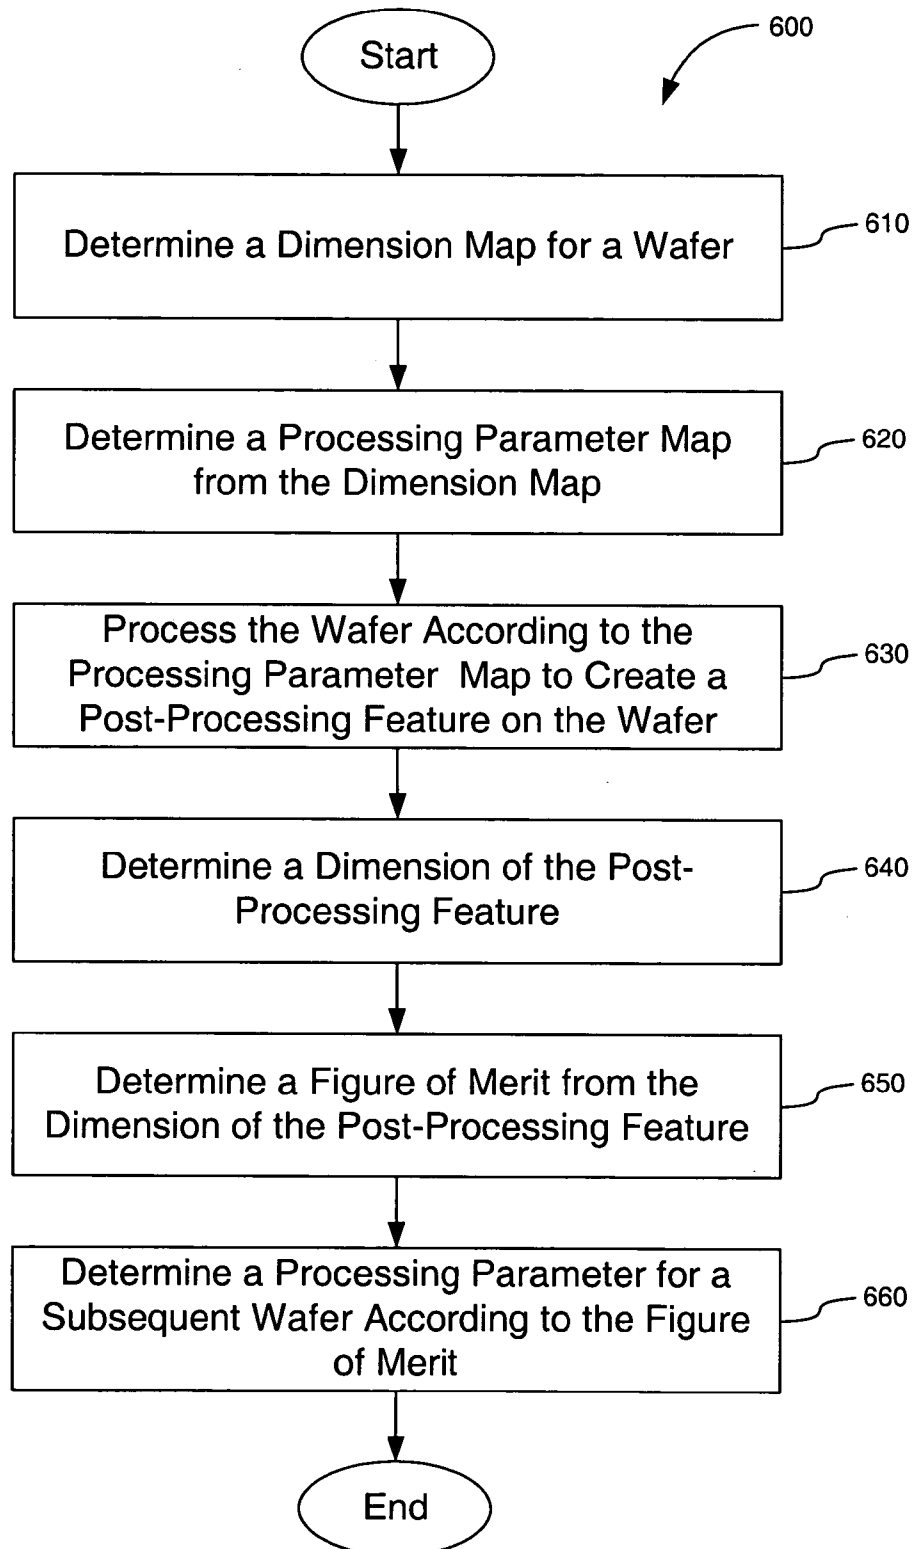 Start
600
Determine a Dimension Map for a Wafer
610
Determine a Processing Parameter Map
from the Dimension Map
620
Process the Wafer According to the
Processing Parameter Map to Create a
Post-Processing Feature on the Wafer
630
Determine a Dimension of the Post-
Processing Feature
640
Determine a Figure of Merit from the
Dimension of the Post-Processing Feature
650
Determine a Processing Parameter for a
Subsequent Wafer According to the Figure
of Merit
660
End